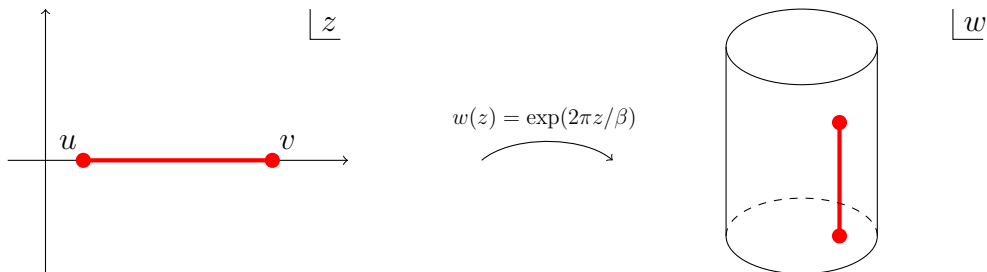 z
w
w(z) = exp(2πz/β)
u
v